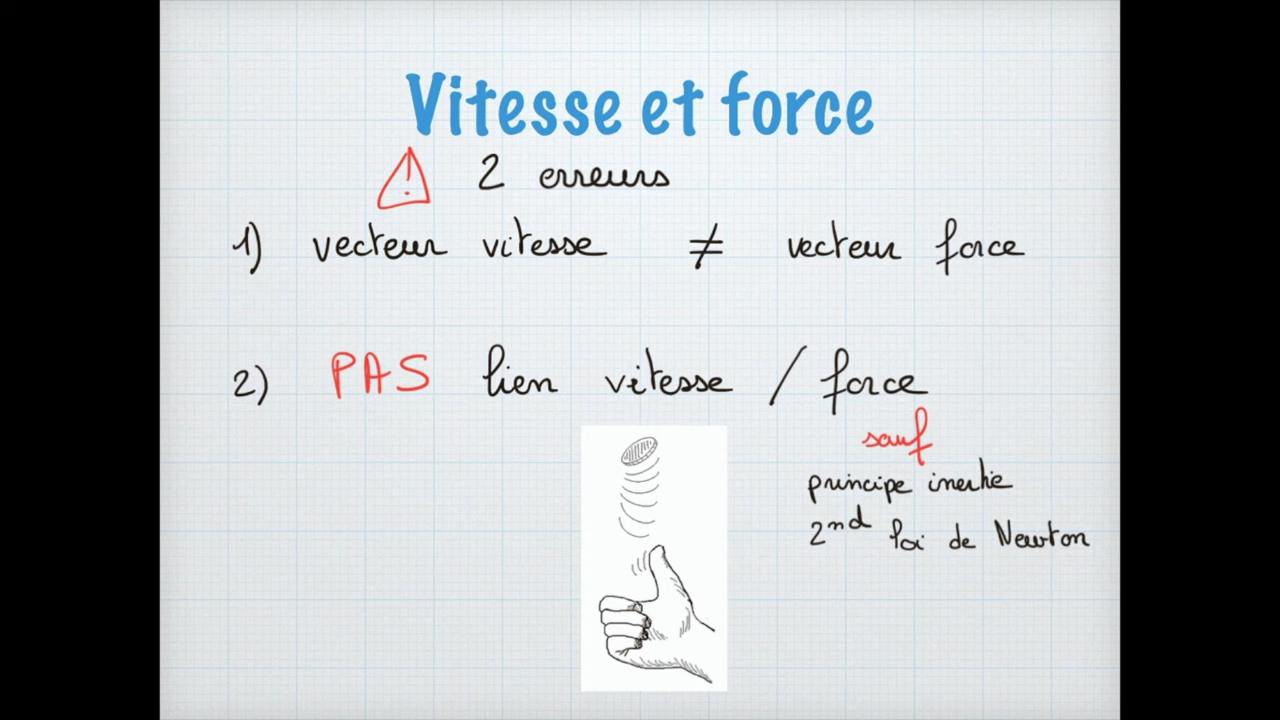 Vitesse et force
2 erreurs
1) vecteur vitesse ≠ vecteur force
2) PAS lien vitesse / force
sauf
principe inertie
2nd loi de Newton